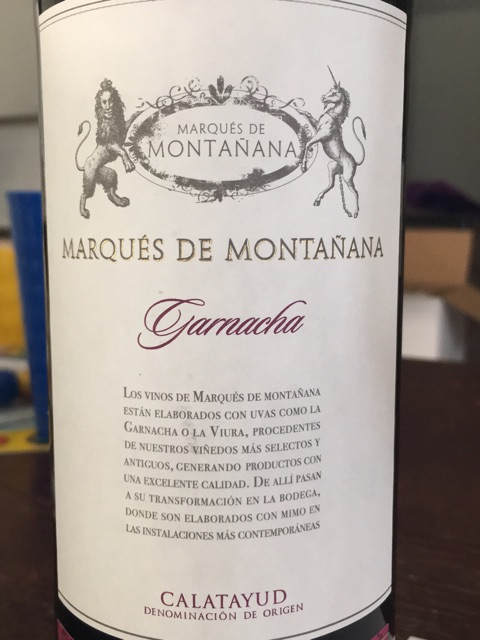 MARQUÉS DE
MONTAÑANA
MARQUÉS DE MONTAÑANA
Garnacha
LOS VINOS DE MARQUÉS DE MONTAÑANA
ESTÁN ELABORADOS CON UVAS COMO LA
GARNACHA O LA VIURA, PROCEDENTES
DE NUESTROS VIÑEDOS MÁS SELECTOS Y
ANTIGUOS, GENERANDO PRODUCTOS CON
UNA EXCELENTE CALIDAD. DE ALLÍ PASAN
A SU TRANSFORMACIÓN EN LA BODEGA,
DONDE SON ELABORADOS CON MIMO EN
LAS INSTALACIONES MÁS CONTEMPORÁNEAS
CALATAYUD
DENOMINACIÓN DE ORIGEN